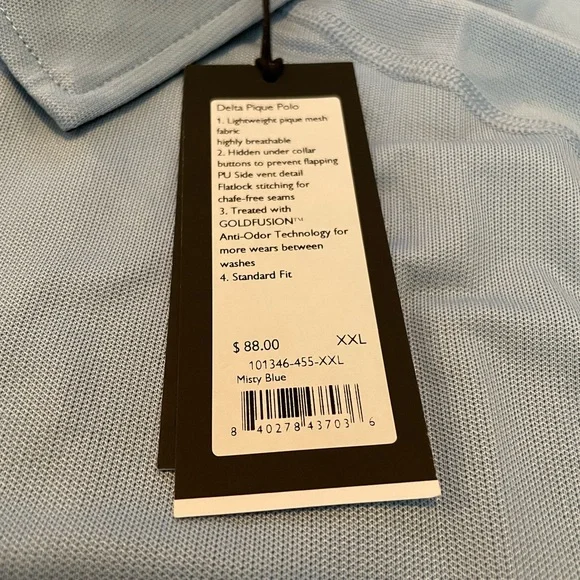 Delta Pique Polo
1. Lightweight pique mesh
fabric
highly breathable
2. Hidden under collar
buttons to prevent flapping
PU Side vent detail
Flatlock stitching for
chafe-free seams
3. Treated with
GOLDFUSION™
Anti-Odor Technology for
more wears between
washes
4. Standard Fit
$ 88.00 XXL
101346-455-XXL
Misty Blue
8 40278 43703 6